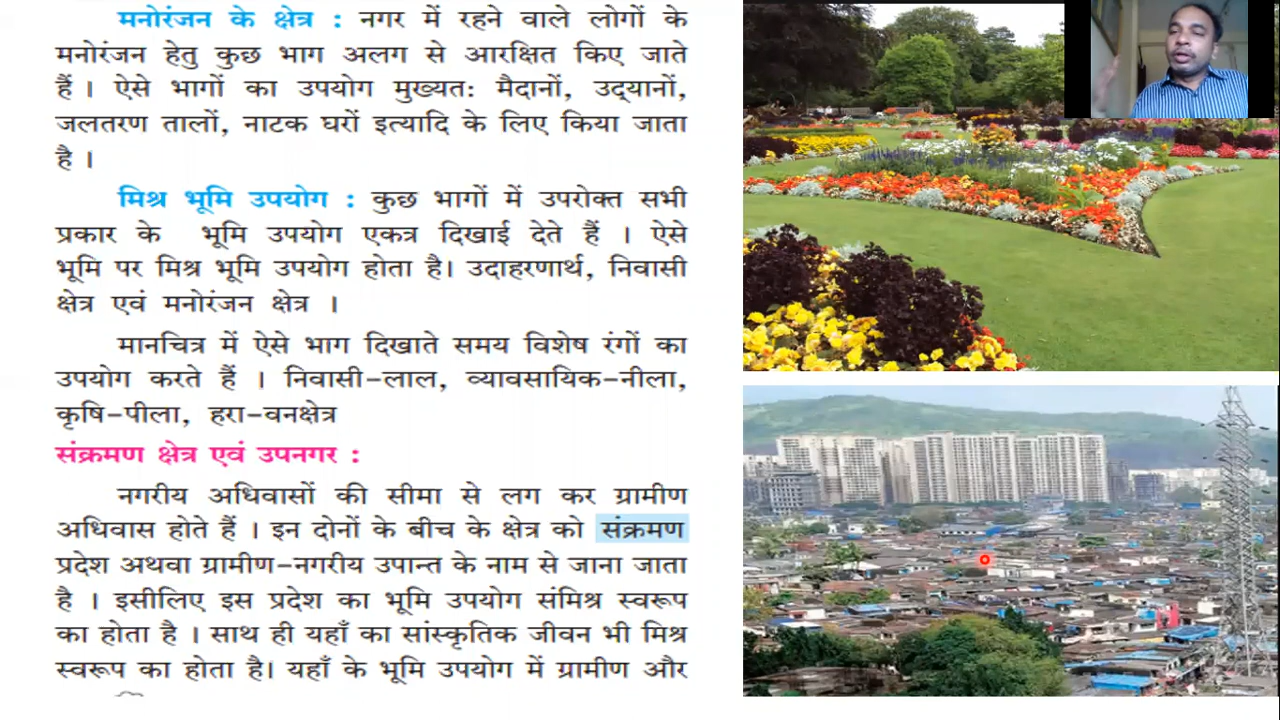 मनोरंजन के क्षेत्र : नगर में रहने वाले लोगों के
मनोरंजन हेतु कुछ भाग अलग से आरक्षित किए जाते
हैं । ऐसे भागों का उपयोग मुख्यतः मैदानों, उद्यानों,
जलतरण तालों, नाटक घरों इत्यादि के लिए किया जाता
है ।
मिश्र भूमि उपयोग : कुछ भागों में उपरोक्त सभी
प्रकार के भूमि उपयोग एकत्र दिखाई देते हैं । ऐसे
भूमि पर मिश्र भूमि उपयोग होता है। उदाहरणार्थ, निवासी
क्षेत्र एवं मनोरंजन क्षेत्र ।
मानचित्र में ऐसे भाग दिखाते समय विशेष रंगों का
उपयोग करते हैं । निवासी-लाल, व्यावसायिक-नीला,
कृषि-पीला, हरा-वनक्षेत्र
संक्रमण क्षेत्र एवं उपनगर :
नगरीय अधिवासों की सीमा से लग कर ग्रामीण
अधिवास होते हैं । इन दोनों के बीच के क्षेत्र को संक्रमण
प्रदेश अथवा ग्रामीण-नगरीय उपान्त के नाम से जाना जाता
है । इसीलिए इस प्रदेश का भूमि उपयोग संमिश्र स्वरूप
का होता है । साथ ही यहाँ का सांस्कृतिक जीवन भी मिश्र
स्वरूप का होता है। यहाँ के भूमि उपयोग में ग्रामीण और